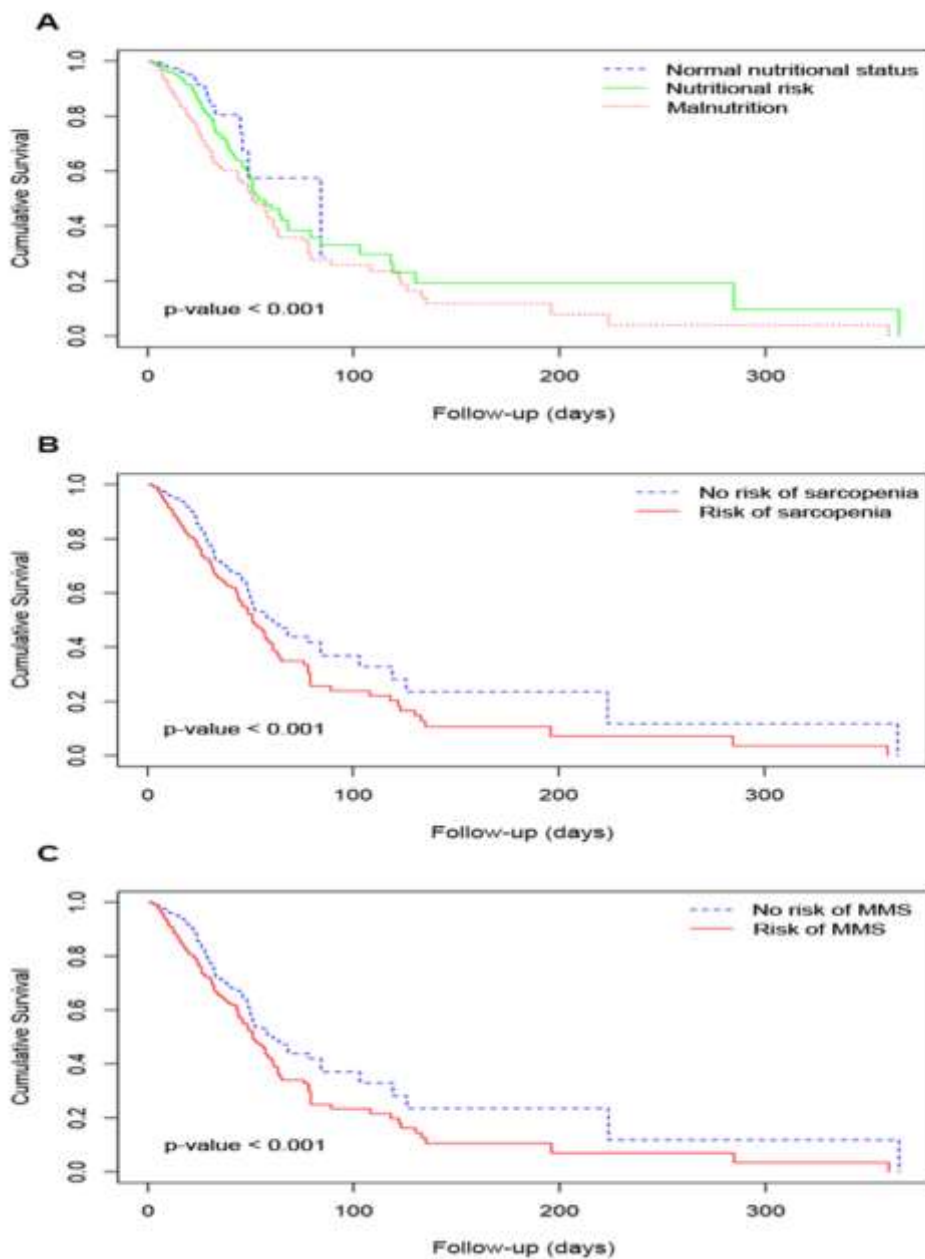 A
Normal nutritional status
Nutritional risk
Malnutrition
Cumulative Survival
1.0
0.8
0.6
0.4
0.2
0.0
p-value < 0.001
0 100 200 300
Follow-up (days)
B
No risk of sarcopenia
Risk of sarcopenia
Cumulative Survival
1.0
0.8
0.6
0.4
0.2
0.0
p-value < 0.001
0 100 200 300
Follow-up (days)
C
No risk of MMS
Risk of MMS
Cumulative Survival
1.0
0.8
0.6
0.4
0.2
0.0
p-value < 0.001
0 100 200 300
Follow-up (days)